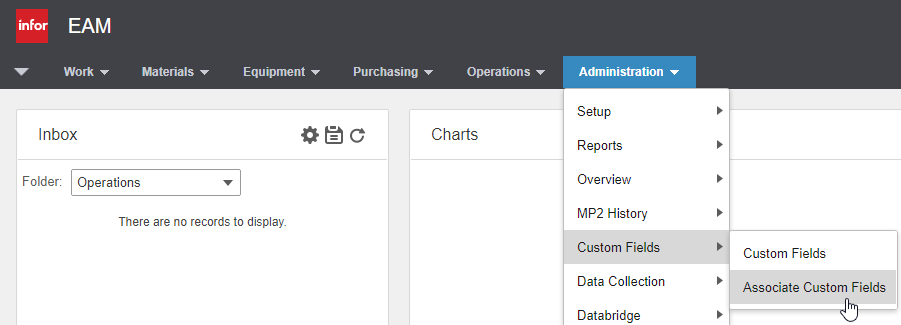 infor EAM
Work Materials Equipment Purchasing Operations Administration
Inbox
Folder: Operations
There are no records to display.
Charts
Setup
Reports
Overview
MP2 History
Custom Fields
Data Collection
Databridge
Custom Fields
Associate Custom Fields